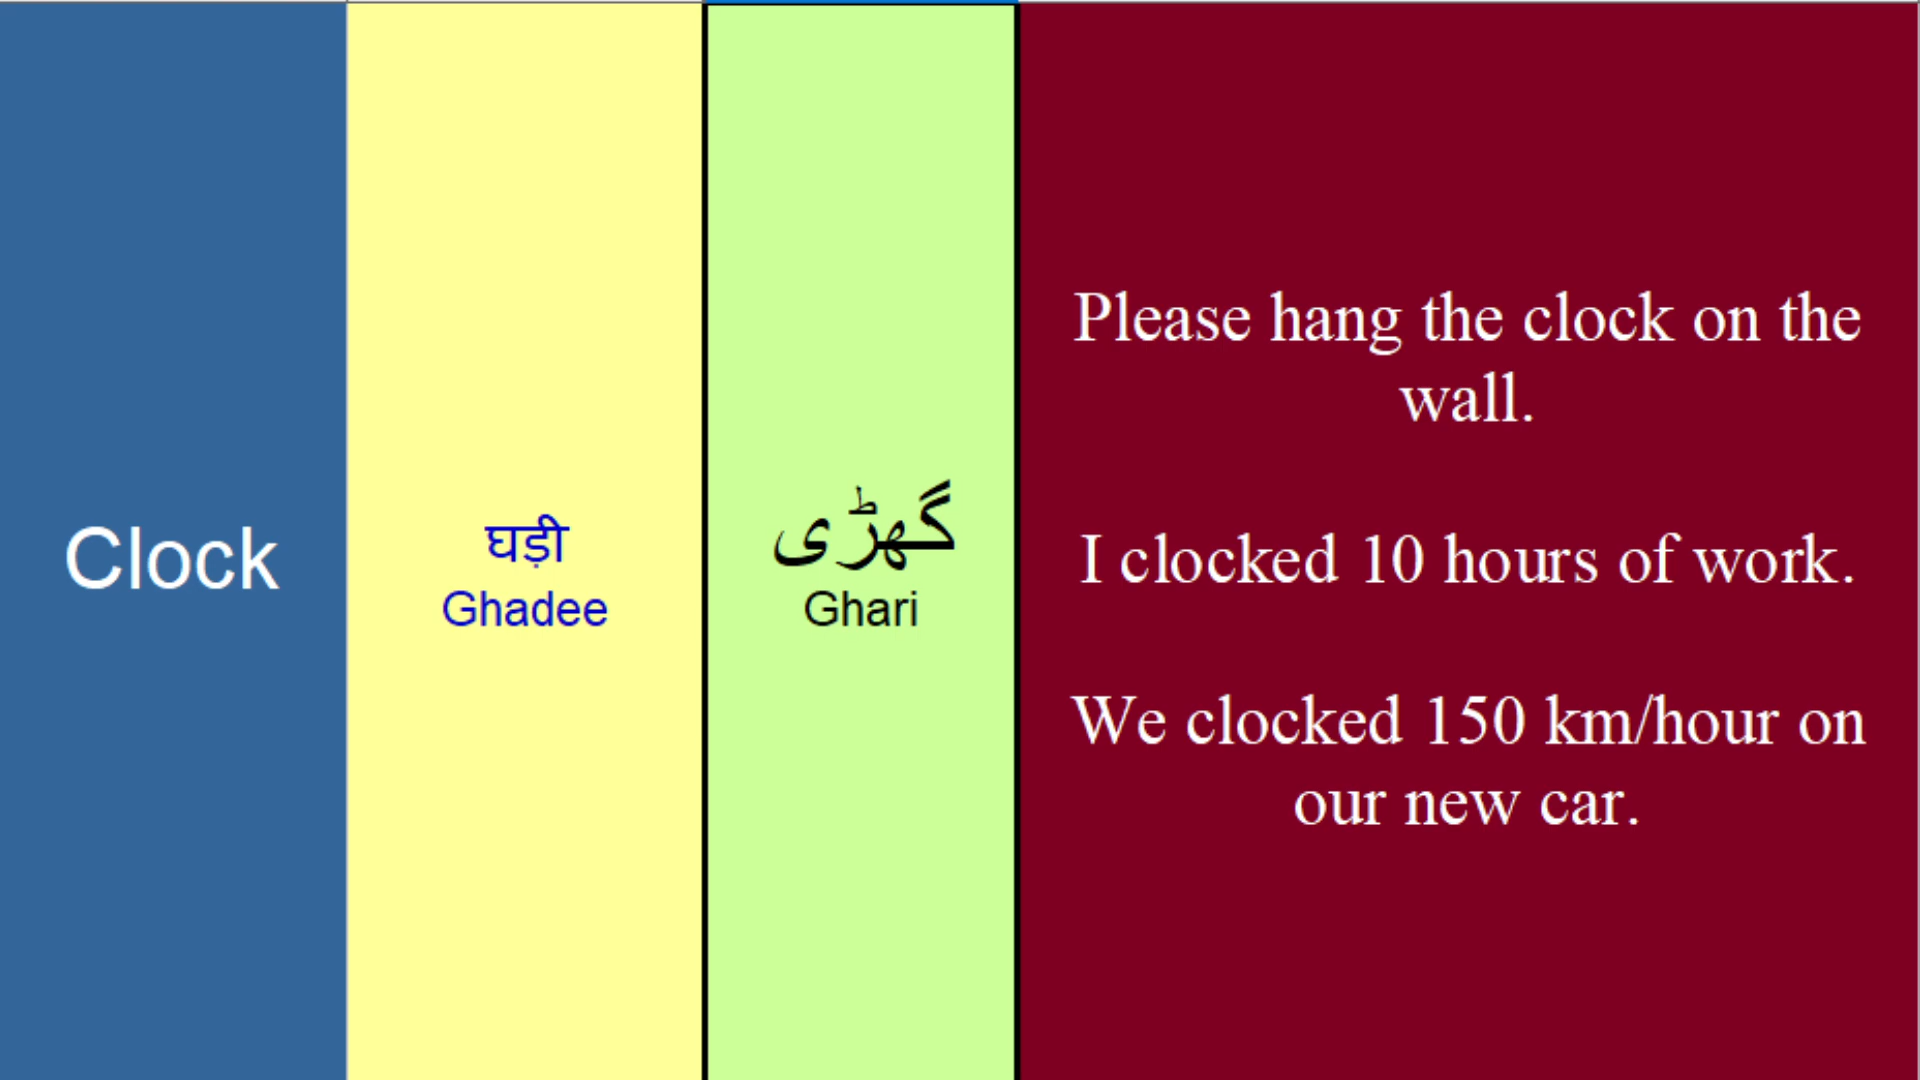 Clock
घड़ी
Ghadee
گھڑی
Ghari
Please hang the clock on the
wall.
I clocked 10 hours of work.
We clocked 150 km/hour on
our new car.